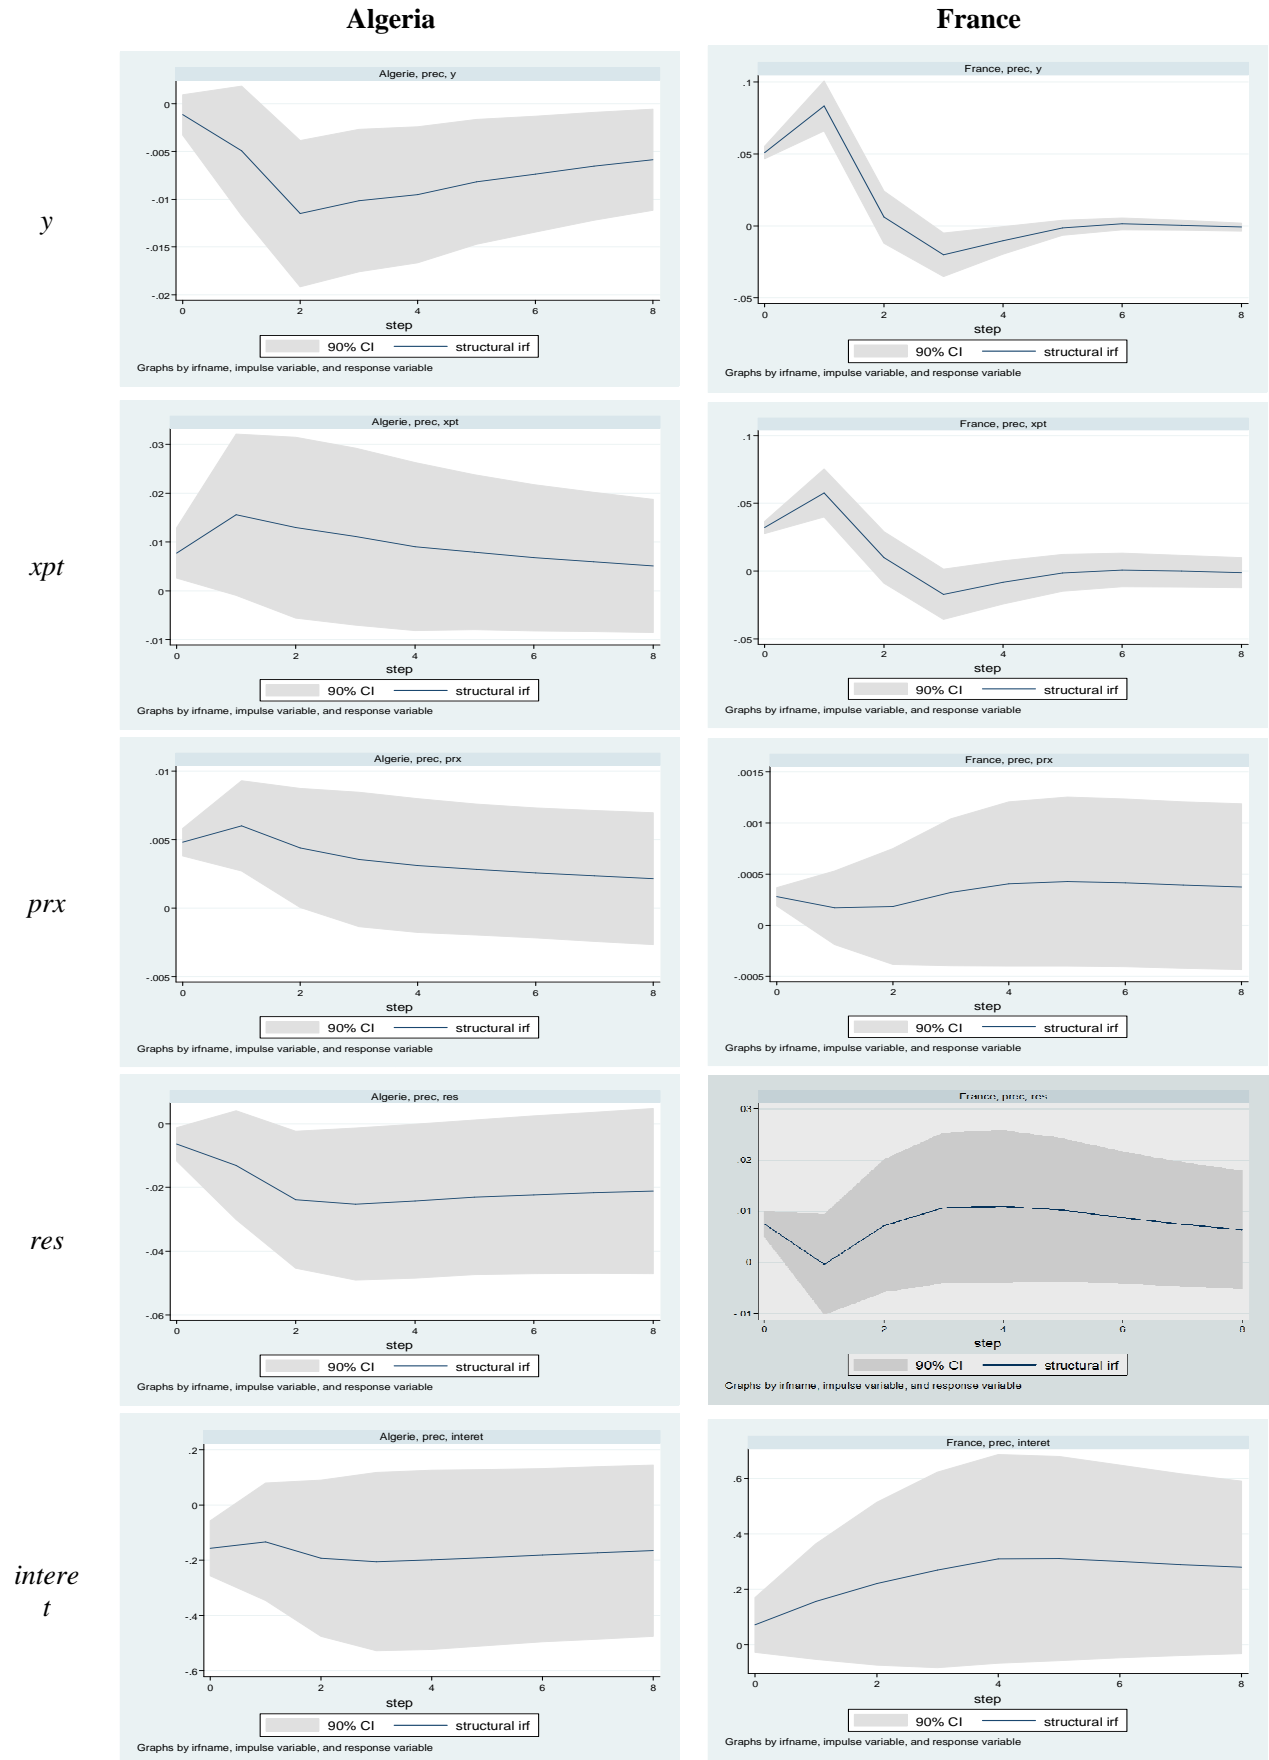 Algeria France
y
Algerie, prec, y
0
-.005
-.01
-.015
-.02
0 2 4 6 8
step
90% CI structural irf
Graphs by irfname, impulse variable, and response variable
France, prec, y
.1
.05
0
-.05
0 2 4 6 8
step
90% CI structural irf
Graphs by irfname, impulse variable, and response variable
xpt
Algerie, prec, xpt
.03
.02
.01
0
-.01
0 2 4 6 8
step
90% CI structural irf
Graphs by irfname, impulse variable, and response variable
France, prec, xpt
.1
.05
0
-.05
0 2 4 6 8
step
90% CI structural irf
Graphs by irfname, impulse variable, and response variable
prx
Algerie, prec, prx
.01
.005
0
-.005
0 2 4 6 8
step
90% CI structural irf
Graphs by irfname, impulse variable, and response variable
France, prec, prx
.0015
.001
.0005
0
-.0005
0 2 4 6 8
step
90% CI structural irf
Graphs by irfname, impulse variable, and response variable
res
Algerie, prec, res
0
-.02
-.04
-.06
0 2 4 6 8
step
90% CI structural irf
Graphs by irfname, impulse variable, and response variable
France, prec, res
.03
.02
.01
0
-.01
0 2 4 6 8
step
90% CI structural irf
Graphs by irfname, impulse variable, and response variable
intere
t
Algerie, prec, interet
.2
0
-.2
-.4
-.6
0 2 4 6 8
step
90% CI structural irf
Graphs by irfname, impulse variable, and response variable
France, prec, interet
.6
.4
.2
0
0 2 4 6 8
step
90% CI structural irf
Graphs by irfname, impulse variable, and response variable